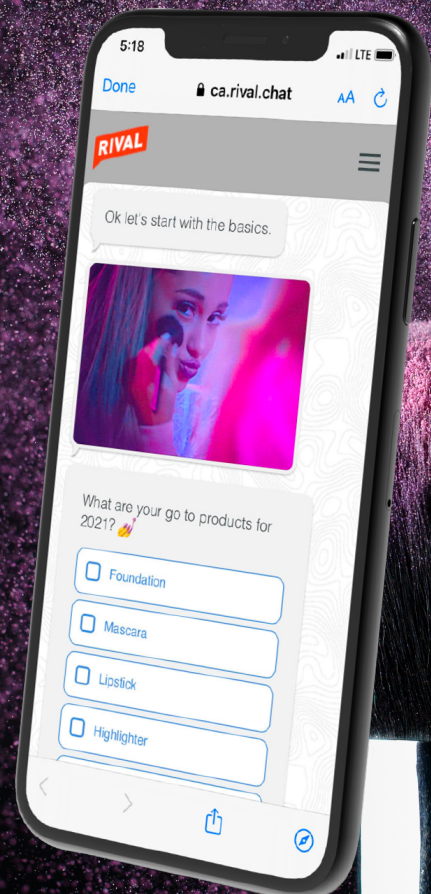 5:18
LTE
Done
ca.rival.chat
AA
RIVAL
Ok let's start with the basics.
What are your go to products for
2021? 💅
Foundation
Mascara
Lipstick
Highlighter